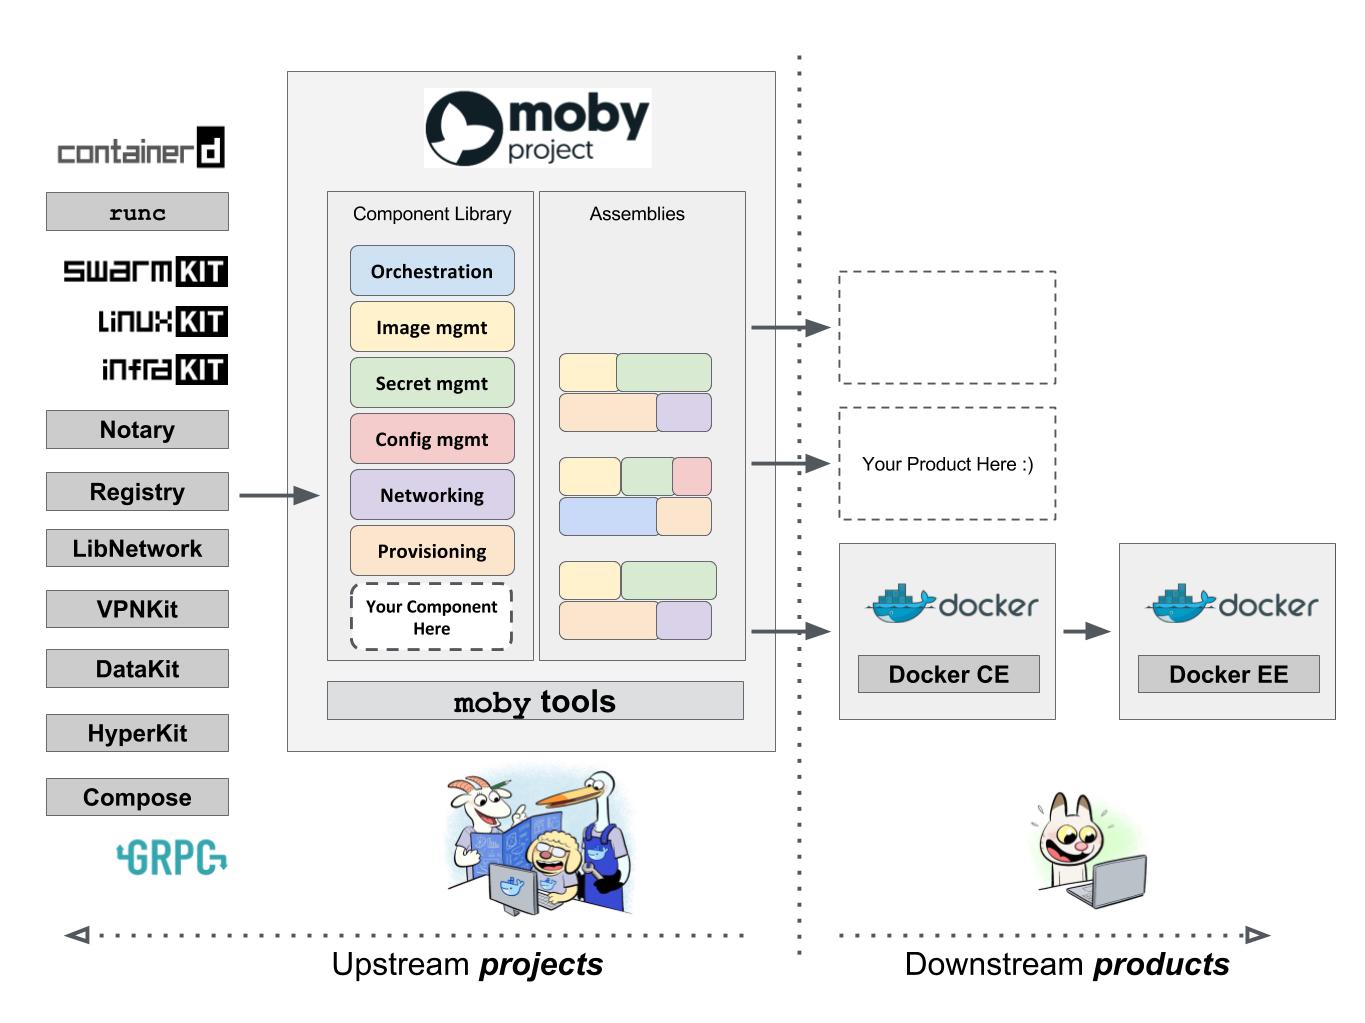 containerd
runc
swarmKIT
LinuxKIT
infraKIT
Notary
Registry
LibNetwork
VPNKit
DataKit
HyperKit
Compose
GRPC
moby
project
Component Library
Orchestration
Image mgmt
Secret mgmt
Config mgmt
Networking
Provisioning
Your Component
Here
Assemblies
moby tools
Your Product Here :)
docker
Docker CE
docker
Docker EE
Upstream projects
Downstream products